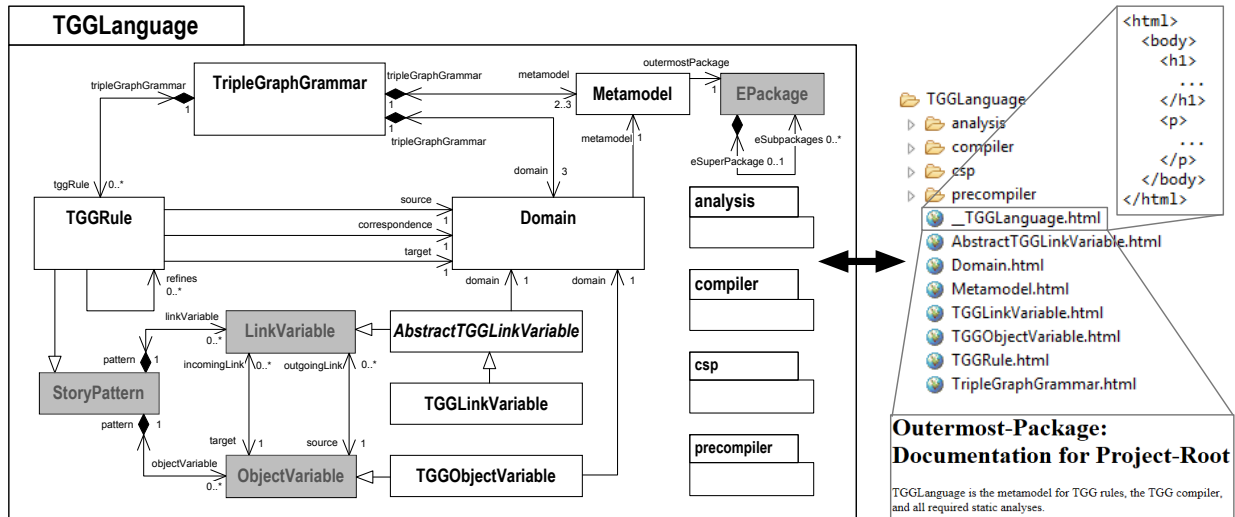 TGGLanguage
tripleGraphGrammar
1
TripleGraphGrammar
tripleGraphGrammar
1
1
tripleGraphGrammar
metamodel
2..3
Metamodel
outermostPackage
1
EPackage
metamodel
1
eSuperPackage 0..1
eSubpackages 0..*
tggRule
0..*
domain
3
TGGRule
source
1
correspondence
1
target
1
Domain
refines
0..*
domain
1
domain
1
linkVariable
0..*
LinkVariable
AbstractTGGLinkVariable
pattern
1
incomingLink
0..*
outgoingLink
0..*
StoryPattern
TGGLinkVariable
pattern
1
target
1
source
1
objectVariable
0..*
ObjectVariable
TGGObjectVariable
analysis
compiler
csp
precompiler
TGGLanguage
analysis
compiler
csp
precompiler
__TGGLanguage.html
AbstractTGGLinkVariable.html
Domain.html
Metamodel.html
TGGLinkVariable.html
TGGObjectVariable.html
TGGRule.html
TripleGraphGrammar.html
<html>
<body>
<h1>
...
</h1>
<p>
...
</p>
</body>
</html>
Outermost-Package:
Documentation for Project-Root
TGGLanguage is the metamodel for TGG rules, the TGG compiler,
and all required static analyses.